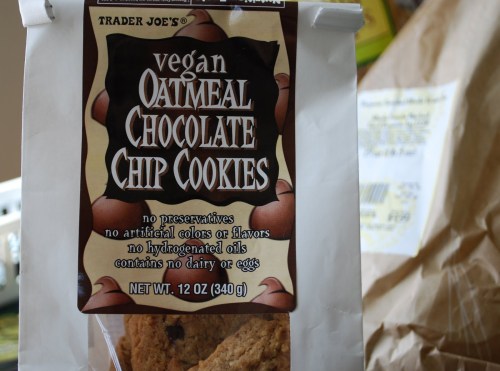 TRADER JOE'S®
vegan
OATMEAL
CHOCOLATE
CHIP COOKIES
no preservatives
no artificial colors or flavors
no hydrogenated oils
contains no dairy or eggs
NET WT. 12 OZ (340 g)